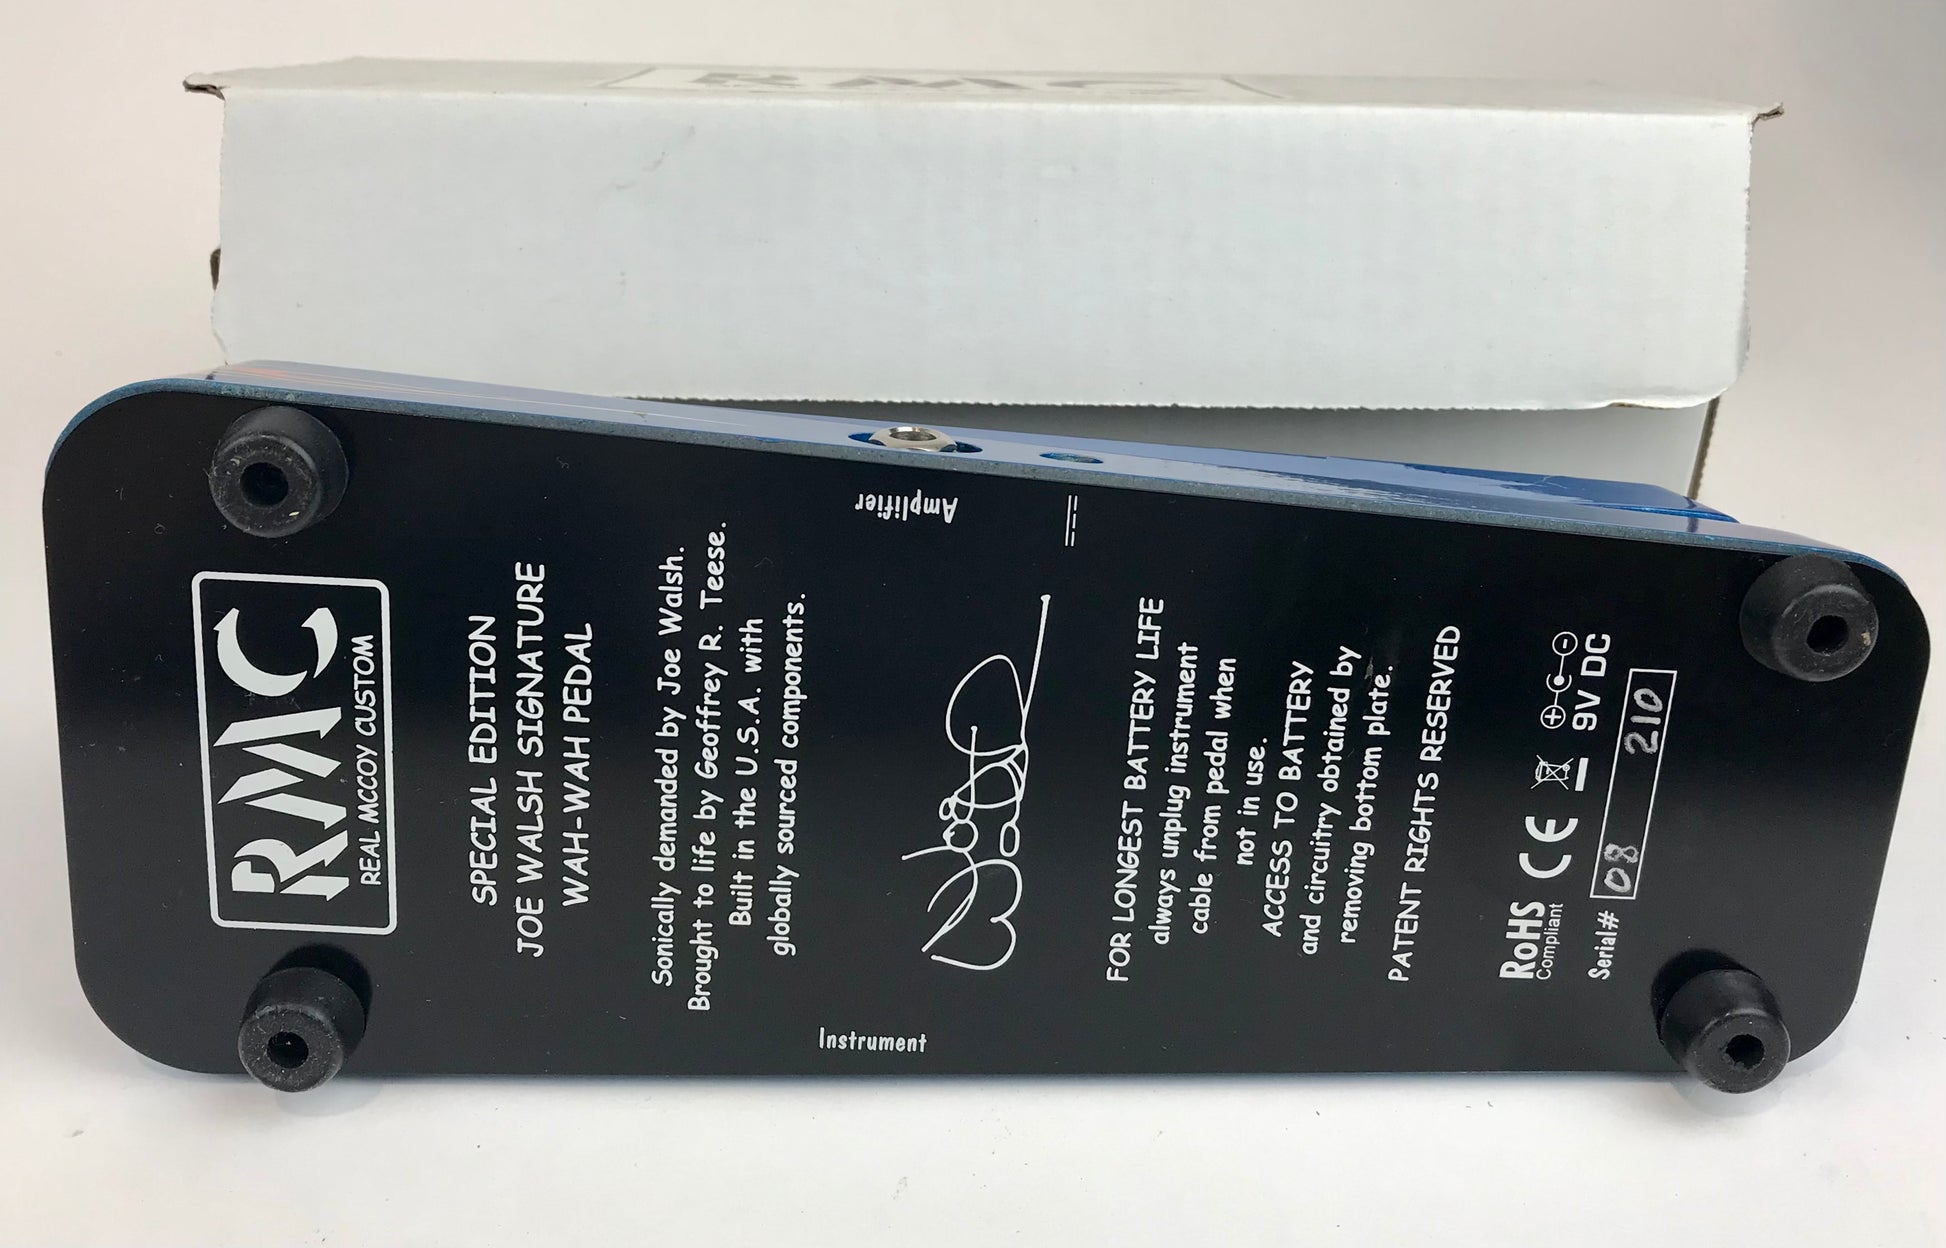 RMC
RMC
REAL MCCOY CUSTOM
SPECIAL EDITION
JOE WALSH SIGNATURE
WAH-WAH PEDAL
Sonically demanded by Joe Walsh.
Brought to life by Geoffrey R. Teese.
Built in the U.S.A. with
globally sourced components.
Amplifier
Instrument
Joe Walsh
FOR LONGEST BATTERY LIFE
always unplug instrument
cable from pedal when
not in use.
ACCESS TO BATTERY
and circuitry obtained by
removing bottom plate.
PATENT RIGHTS RESERVED
RoHS
Compliant
CE
9V DC
Serial# 08 210